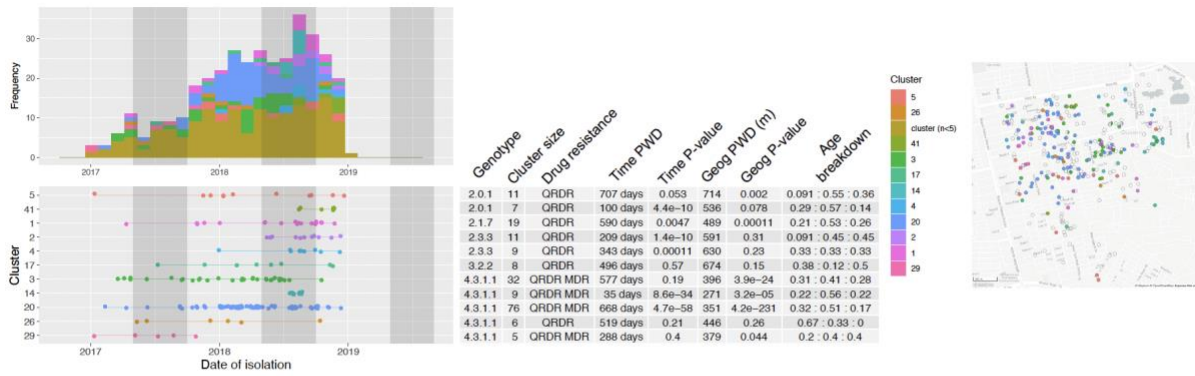 Frequency
30
20
10
0
2017
2018
2019
Cluster
5
41
1
2
4
17
3
14
20
26
29
2017
2018
2019
Date of isolation
Genotype Cluster size Drug resistance Time PWD Time P-value Geog PWD (m) Geog P-value Age breakdown
2.0.1 11 QRDR 707 days 0.053 714 0.002 0.091 : 0.55 : 0.36
2.0.1 7 QRDR 100 days 4.4e-10 536 0.078 0.29 : 0.57 : 0.14
2.1.7 19 QRDR 590 days 0.0047 489 0.00011 0.21 : 0.53 : 0.26
2.3.3 11 QRDR 209 days 1.4e-10 591 0.31 0.091 : 0.45 : 0.45
2.3.3 9 QRDR 343 days 0.00011 630 0.23 0.33 : 0.33 : 0.33
3.2.2 8 QRDR 496 days 0.57 674 0.15 0.38 : 0.12 : 0.5
4.3.1.1 32 QRDR MDR 577 days 0.19 396 3.9e-24 0.31 : 0.41 : 0.28
4.3.1.1 9 QRDR MDR 35 days 8.6e-34 271 3.2e-05 0.22 : 0.56 : 0.22
4.3.1.1 76 QRDR MDR 668 days 4.7e-58 351 4.2e-231 0.32 : 0.51 : 0.17
4.3.1.1 6 QRDR 519 days 0.21 446 0.26 0.67 : 0.33 : 0
4.3.1.1 5 QRDR MDR 288 days 0.4 379 0.044 0.2 : 0.4 : 0.4
Cluster
5
26
cluster (n<5)
41
3
17
14
4
20
2
1
29